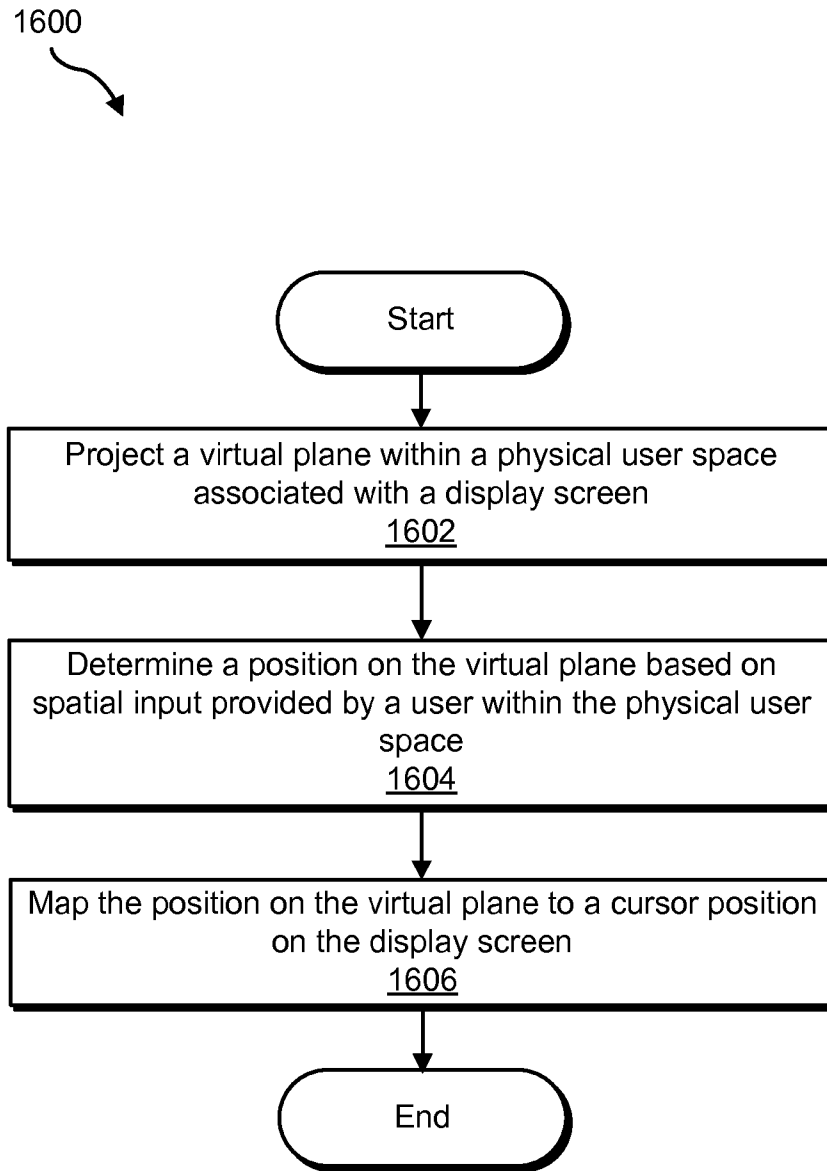 1600
Start
Project a virtual plane within a physical user space
associated with a display screen
1602
Determine a position on the virtual plane based on
spatial input provided by a user within the physical user
space
1604
Map the position on the virtual plane to a cursor position
on the display screen
1606
End